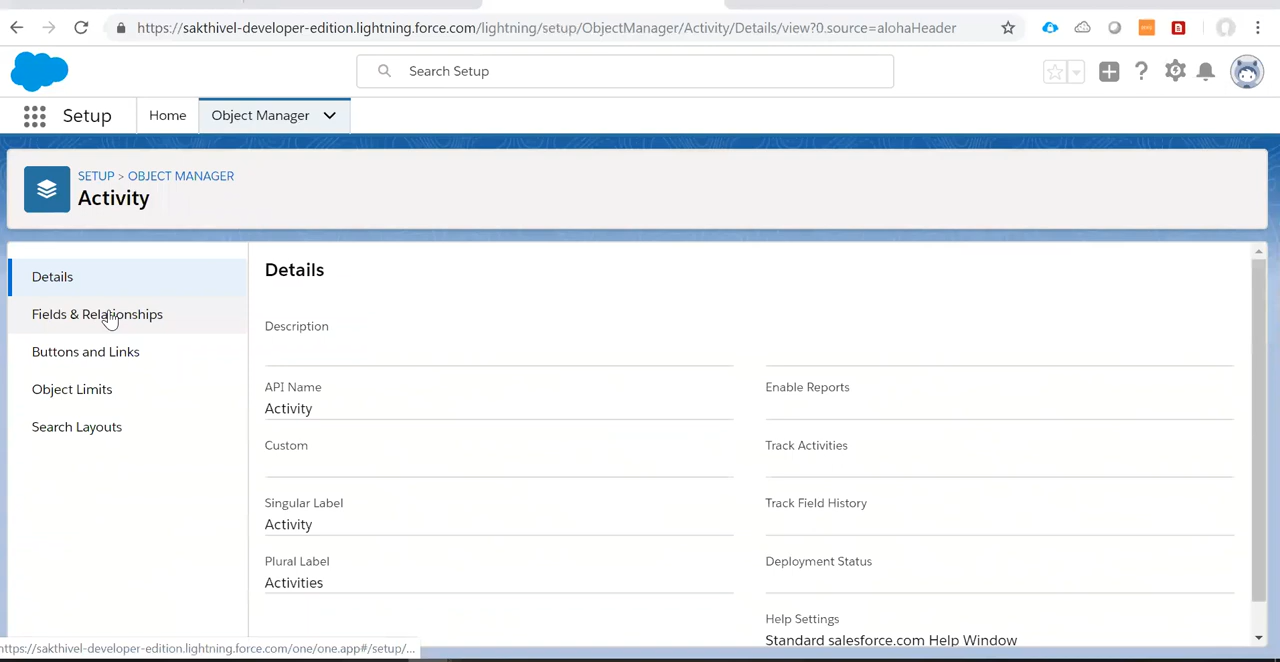 https://sakthivel-developer-edition.lightning.force.com/lightning/setup/ObjectManager/Activity/Details/view?0.source=alohaHeader
Search Setup
Setup
Home
Object Manager
SETUP > OBJECT MANAGER
Activity
Details
Fields & Relationships
Buttons and Links
Object Limits
Search Layouts
Details
Description
API Name
Activity
Enable Reports
Custom
Track Activities
Singular Label
Activity
Track Field History
Plural Label
Activities
Deployment Status
Help Settings
Standard salesforce.com Help Window
https://sakthivel-developer-edition.lightning.force.com/one/one.app#/setup/...